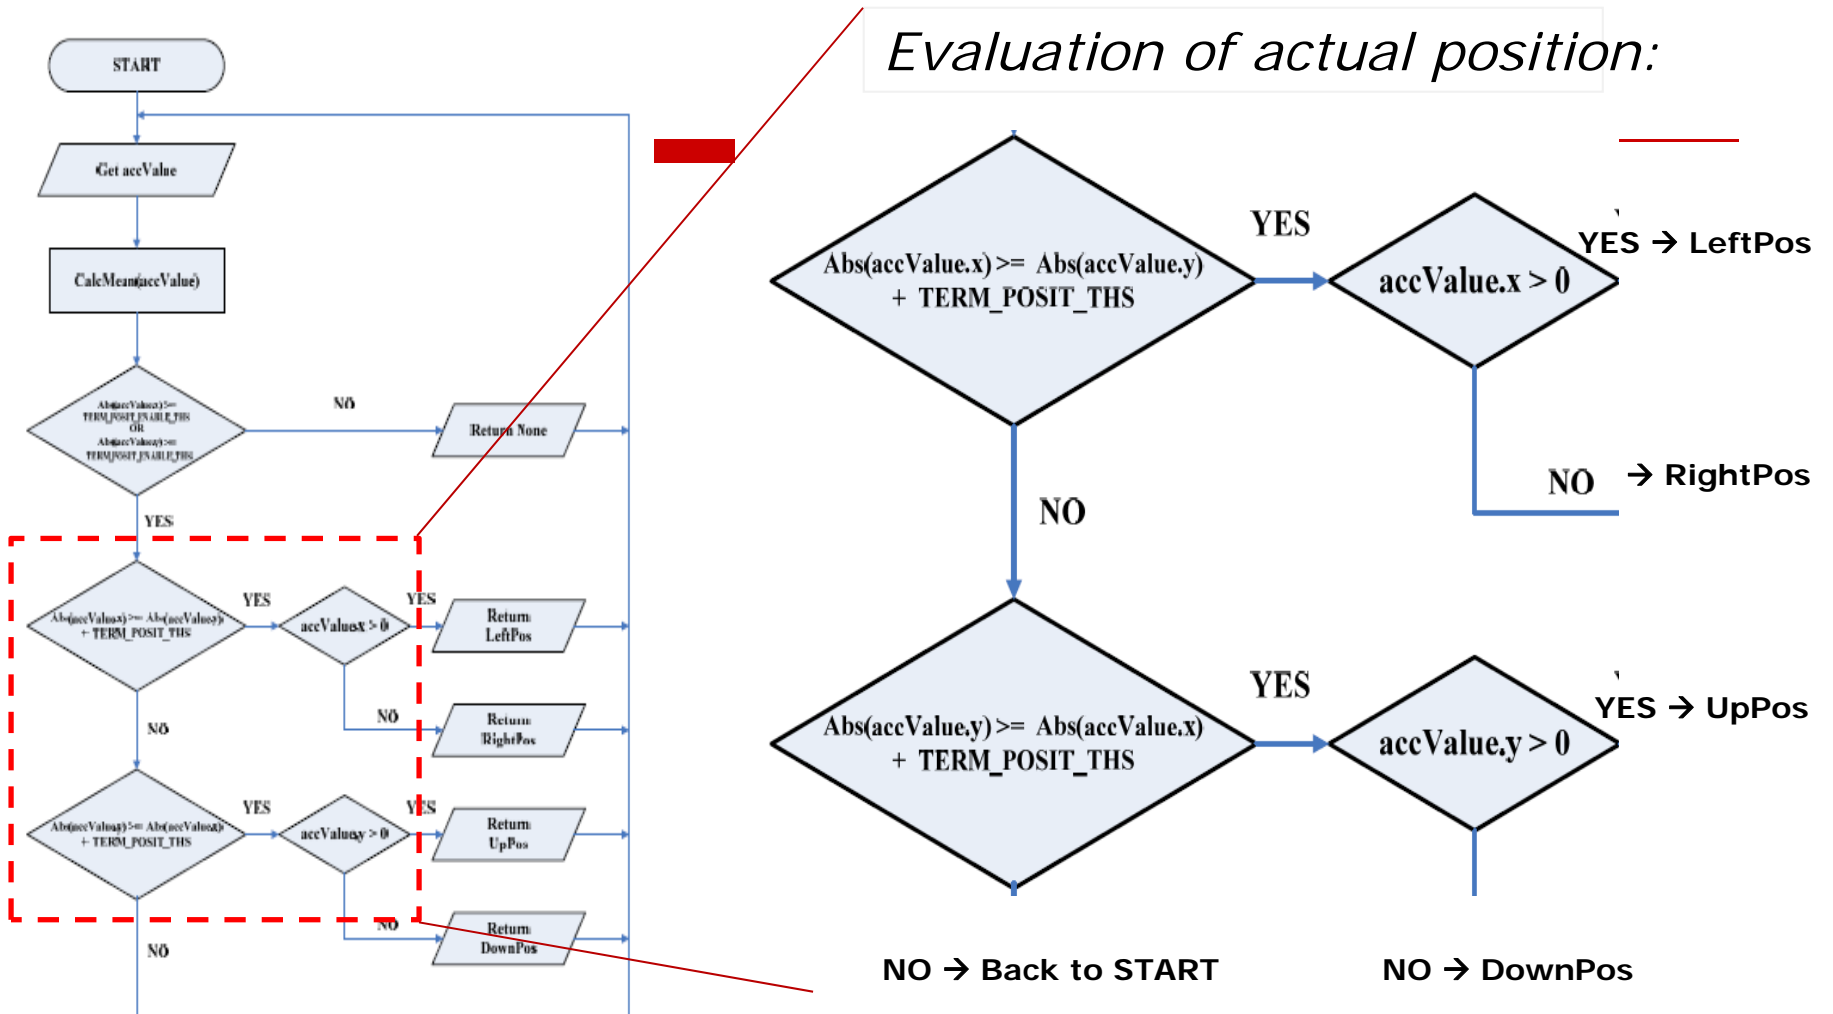 Evaluation of actual position:
START
Get accValue
CalcMean(accValue)
Abs(accValue.x) >=
TERM_POSIT_ENABLE_THS
OR
Abs(accValue.y) >=
TERM_POSIT_ENABLE_THS
NO
Return None
YES
Abs(accValue.x) >= Abs(accValue.y)
+ TERM_POSIT_THS
YES
accValue.x > 0
YES
Return
LeftPos
NO
Return
RightPos
NO
Abs(accValue.y) >= Abs(accValue.x)
+ TERM_POSIT_THS
YES
accValue.y > 0
YES
Return
UpPos
NO
Return
DownPos
NO
Abs(accValue.x) >= Abs(accValue.y)
+ TERM_POSIT_THS
YES
accValue.x > 0
YES → LeftPos
NO → RightPos
NO
Abs(accValue.y) >= Abs(accValue.x)
+ TERM_POSIT_THS
YES
accValue.y > 0
YES → UpPos
NO → Back to START
NO → DownPos